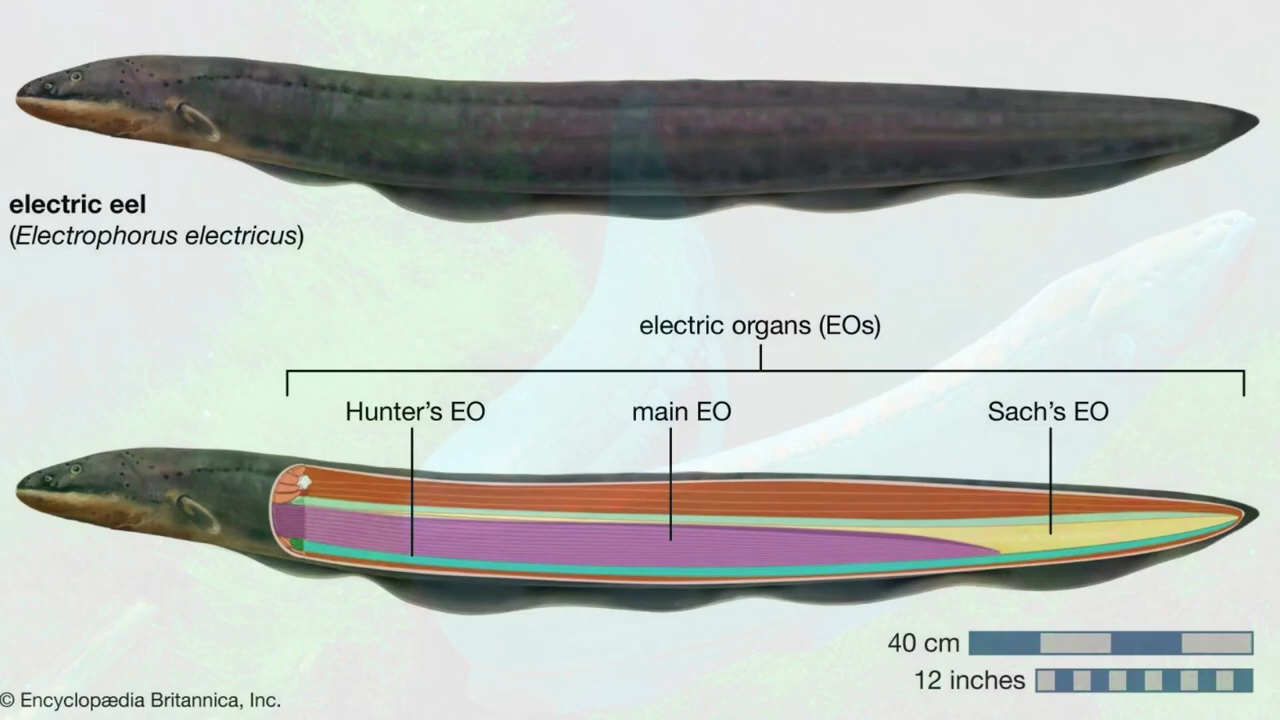 electric eel
(Electrophorus electricus)
electric organs (EOs)
Hunter’s EO
main EO
Sach’s EO
40 cm
12 inches
© Encyclopædia Britannica, Inc.